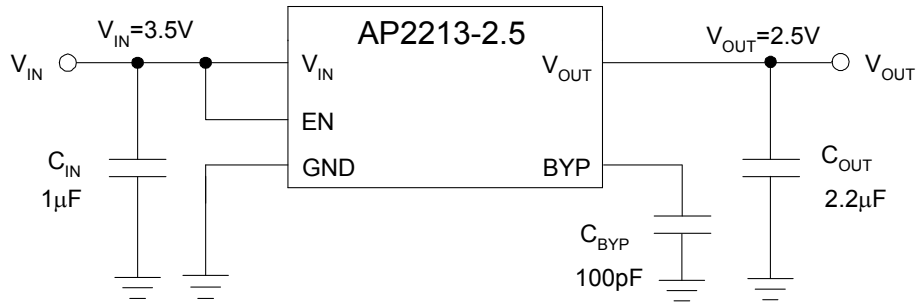 AP2213-2.5
V_IN=3.5V
V_OUT=2.5V
V_IN
V_IN
V_OUT
V_OUT
EN
GND
BYP
C_IN
1μF
C_OUT
2.2μF
C_BYP
100pF